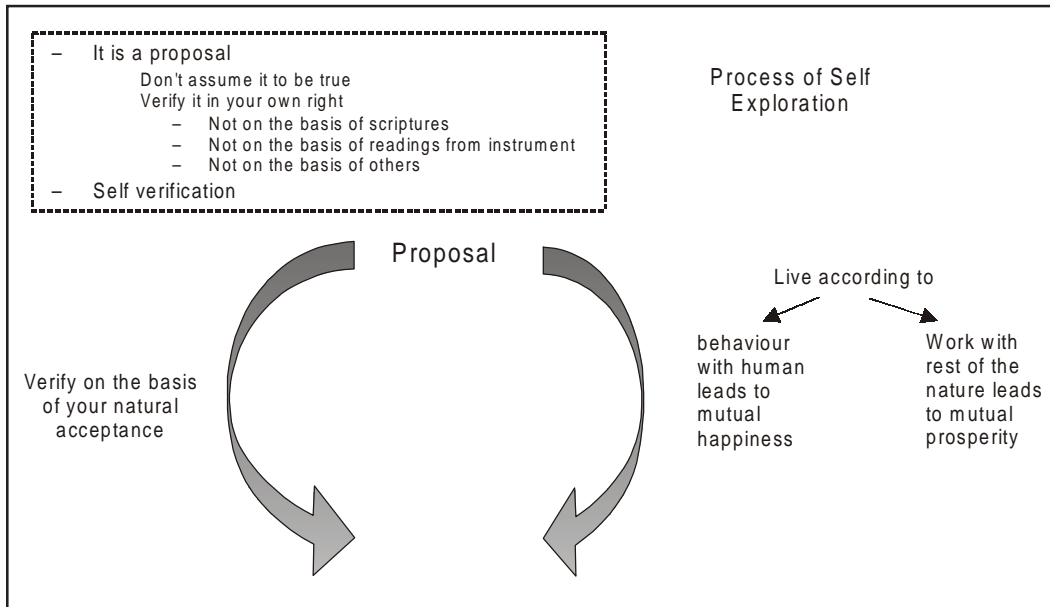 – It is a proposal
Don't assume it to be true
Verify it in your own right
– Not on the basis of scriptures
– Not on the basis of readings from instrument
– Not on the basis of others
– Self verification
Process of Self
Exploration
Proposal
Verify on the basis
of your natural
acceptance
Live according to
behaviour
with human
leads to
mutual
happiness
Work with
rest of the
nature leads
to mutual
prosperity